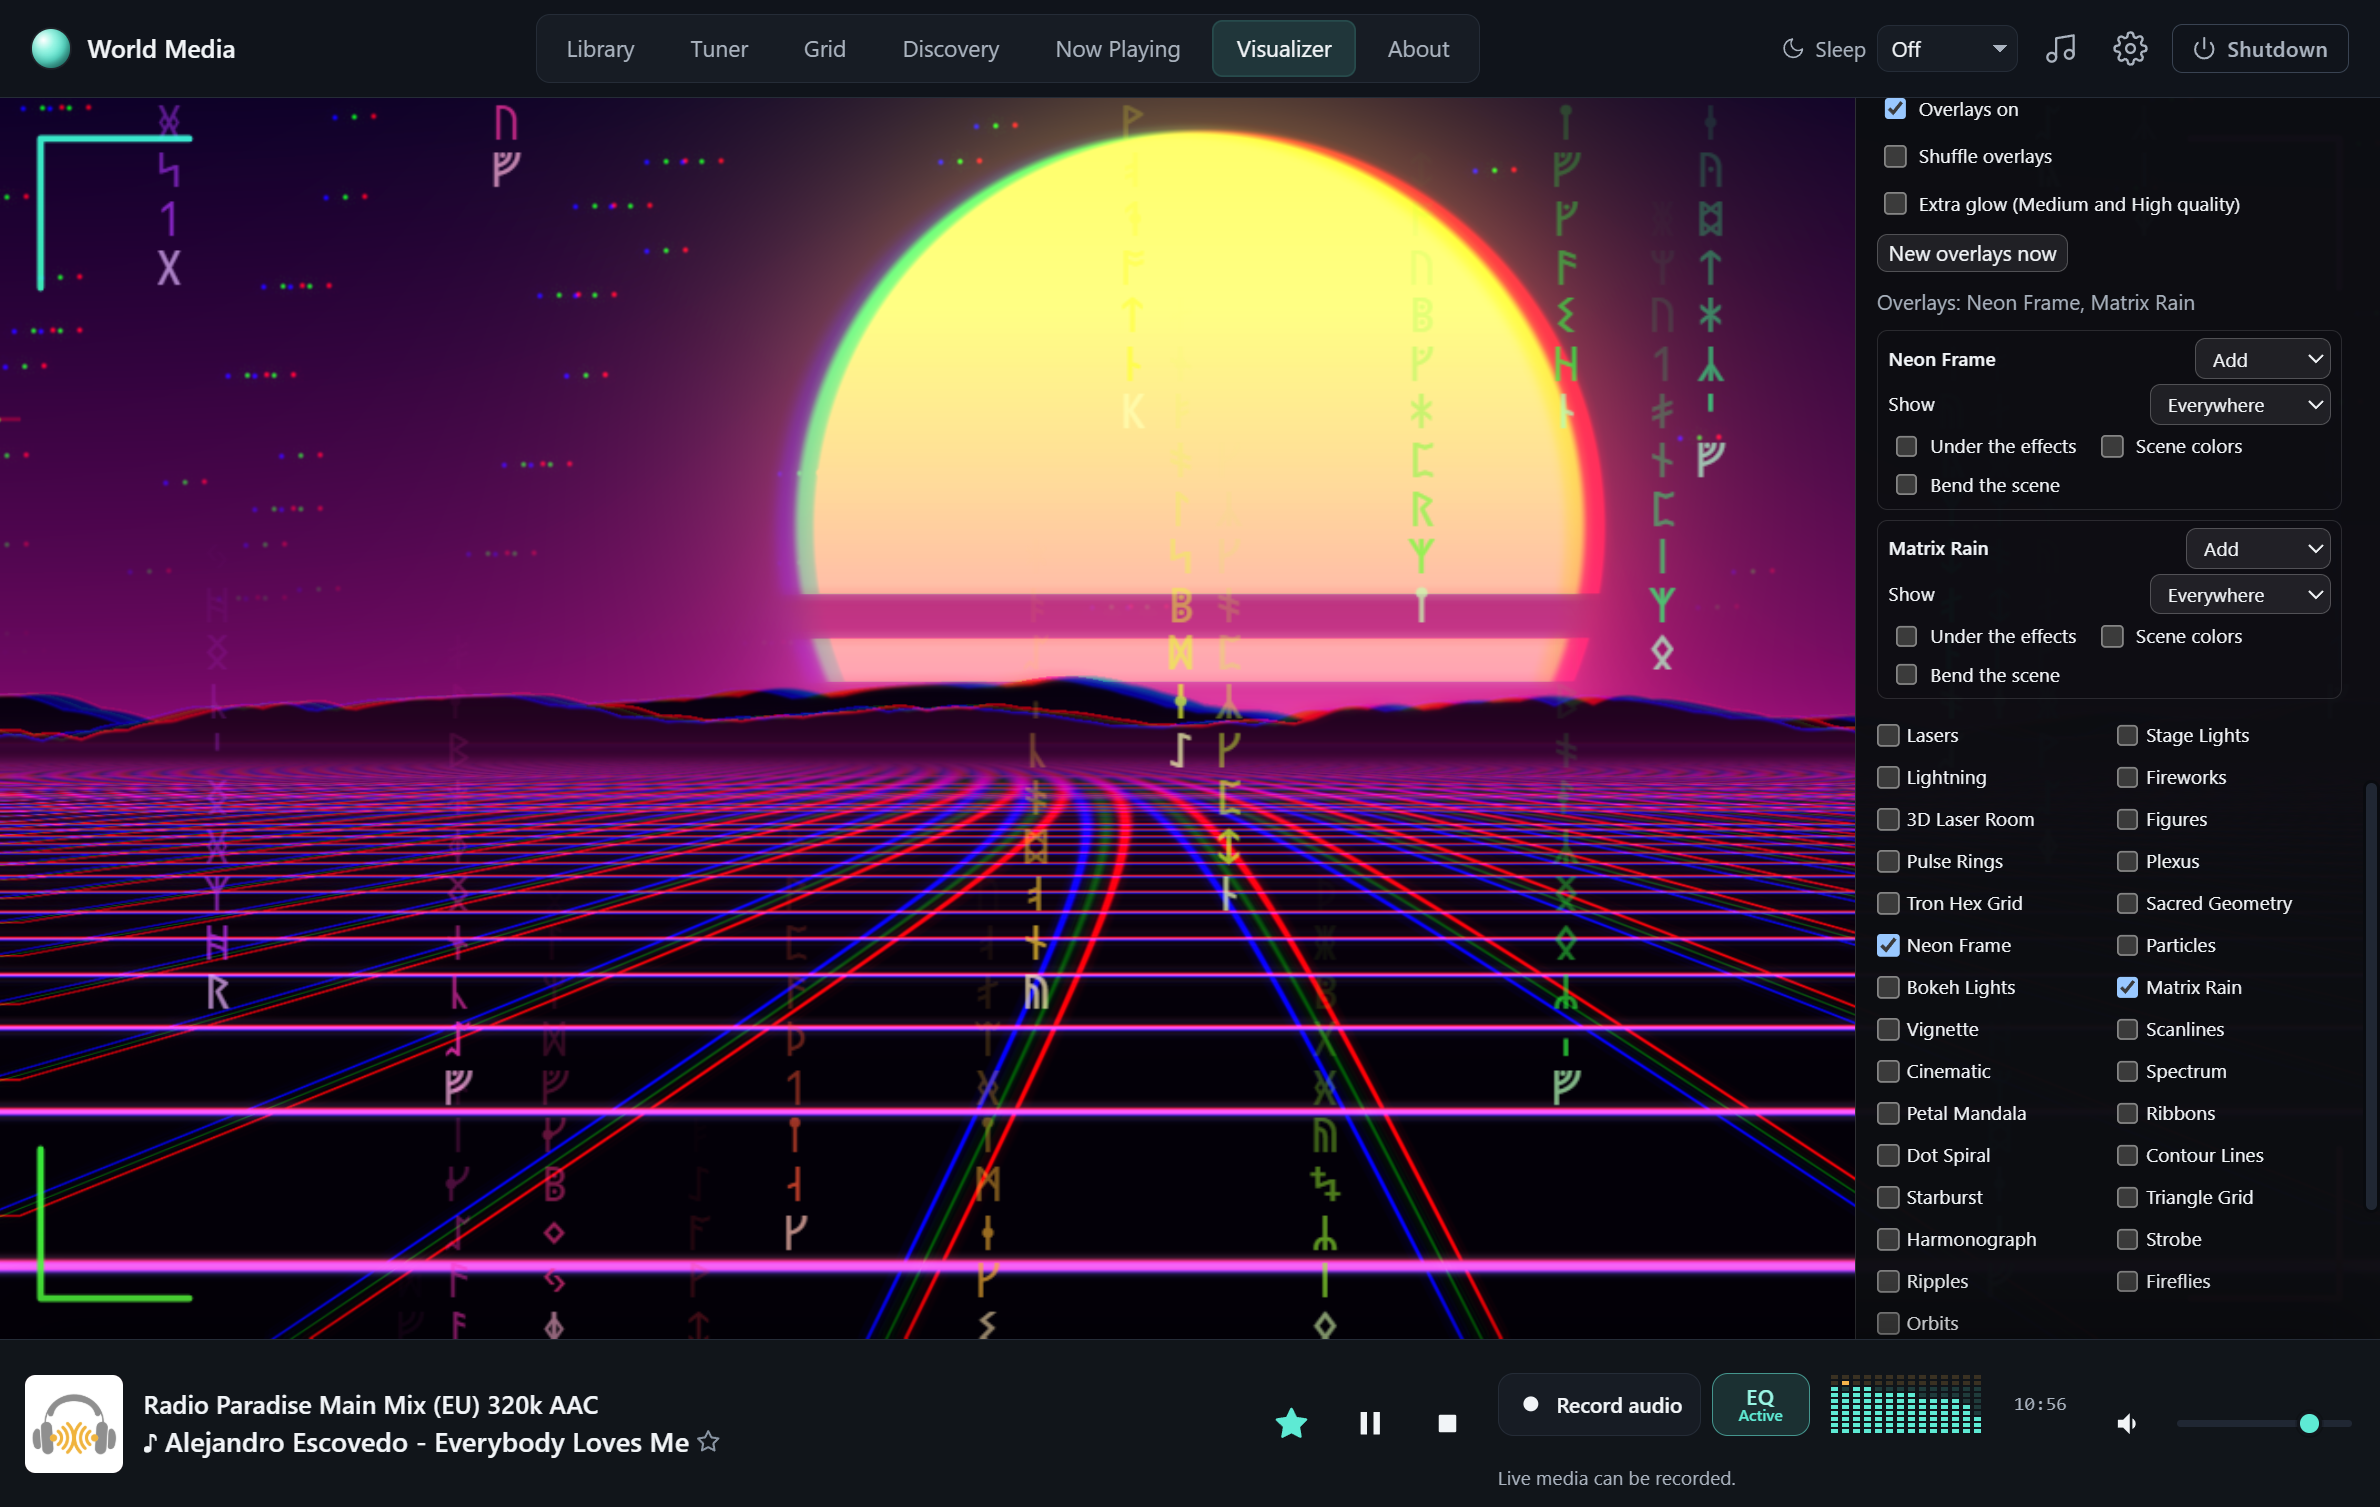 World Media
Library
Tuner
Grid
Discovery
Now Playing
Visualizer
About
Sleep
Off
Shutdown
Overlays on
Shuffle overlays
Extra glow (Medium and High quality)
New overlays now
Overlays: Neon Frame, Matrix Rain
Neon Frame
Add
Show
Everywhere
Under the effects
Scene colors
Bend the scene
Matrix Rain
Add
Show
Everywhere
Under the effects
Scene colors
Bend the scene
Lasers
Stage Lights
Lightning
Fireworks
3D Laser Room
Figures
Pulse Rings
Plexus
Tron Hex Grid
Sacred Geometry
Neon Frame
Particles
Bokeh Lights
Matrix Rain
Vignette
Scanlines
Cinematic
Spectrum
Petal Mandala
Ribbons
Dot Spiral
Contour Lines
Starburst
Triangle Grid
Harmonograph
Strobe
Ripples
Fireflies
Orbits
Radio Paradise Main Mix (EU) 320k AAC
Alejandro Escovedo - Everybody Loves Me
Record audio
EQ
Active
10:56
Live media can be recorded.